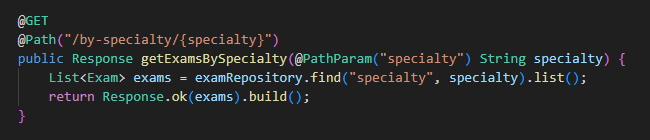 @GET
@Path("/by-specialty/{specialty}")
public Response getExamsBySpecialty(@PathParam("specialty") String specialty) {
    List<Exam> exams = examRepository.find("specialty", specialty).list();
    return Response.ok(exams).build();
}